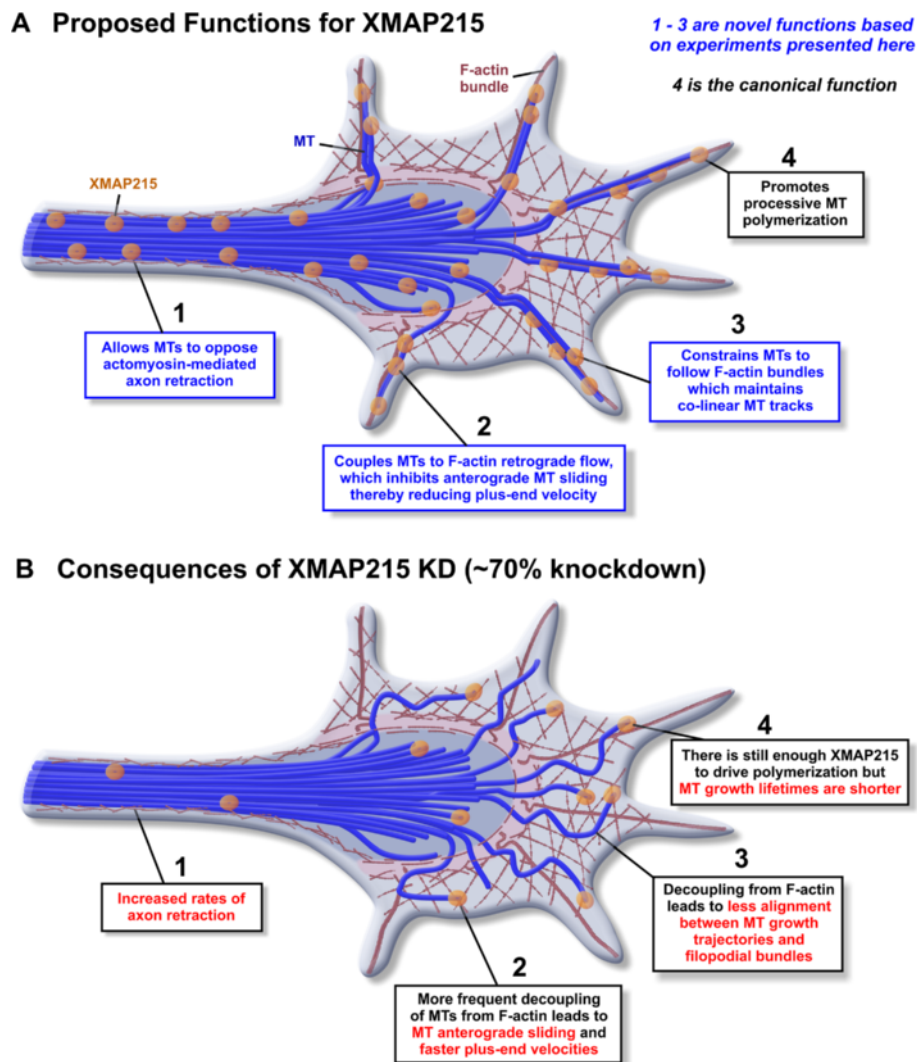 A Proposed Functions for XMAP215
1 - 3 are novel functions based
on experiments presented here
4 is the canonical function
F-actin
bundle
MT
XMAP215
4
Promotes
processive MT
polymerization
1
Allows MTs to oppose
actomyosin-mediated
axon retraction
3
Constrains MTs to
follow F-actin bundles
which maintains
co-linear MT tracks
2
Couples MTs to F-actin retrograde flow,
which inhibits anterograde MT sliding
thereby reducing plus-end velocity
B Consequences of XMAP215 KD (~70% knockdown)
4
There is still enough XMAP215
to drive polymerization but
MT growth lifetimes are shorter
1
Increased rates of
axon retraction
3
Decoupling from F-actin
leads to less alignment
between MT growth
trajectories and
filopodial bundles
2
More frequent decoupling
of MTs from F-actin leads to
MT anterograde sliding and
faster plus-end velocities